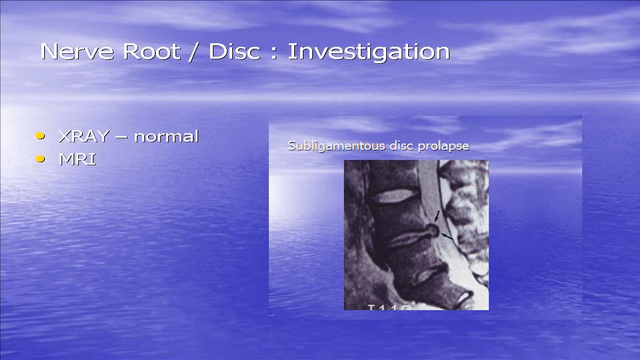 Nerve Root / Disc : Investigation
XRAY – normal
MRI
Subligamentous disc prolapse